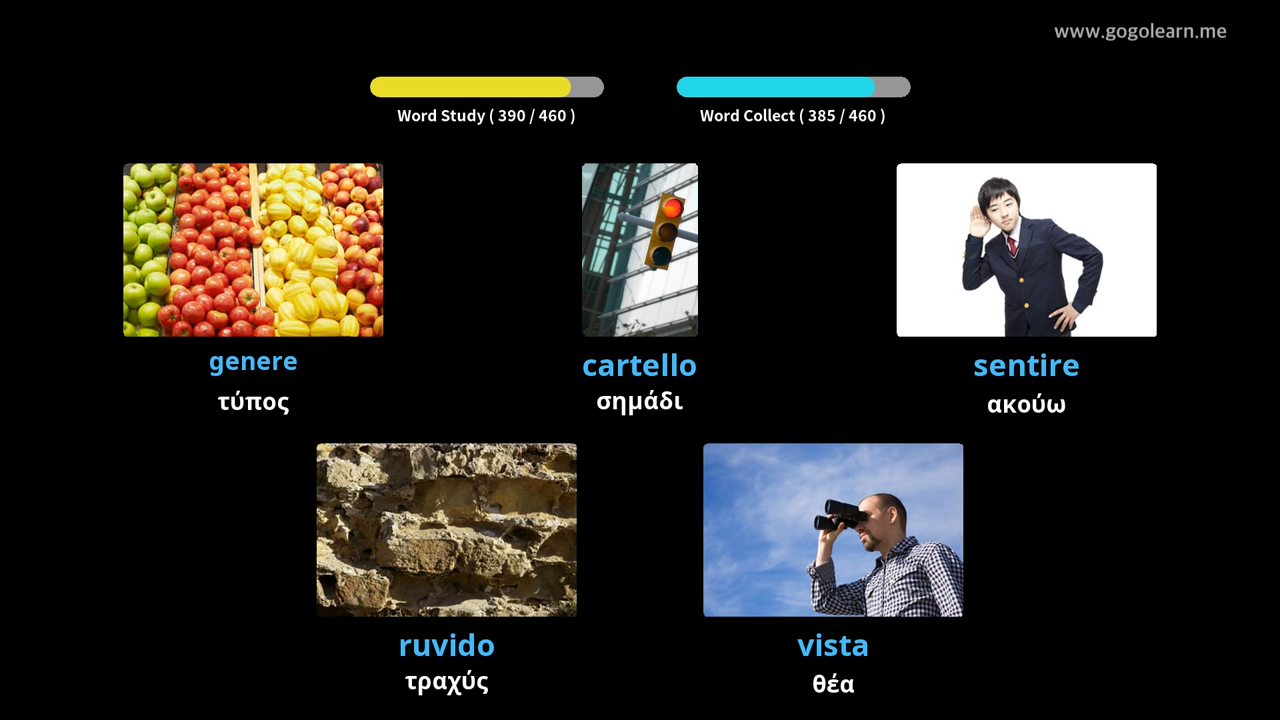 www.gogolearn.me
Word Study ( 390 / 460 )
Word Collect ( 385 / 460 )
genere
τύπος
cartello
σημάδι
sentire
ακούω
ruvido
τραχύς
vista
θέα